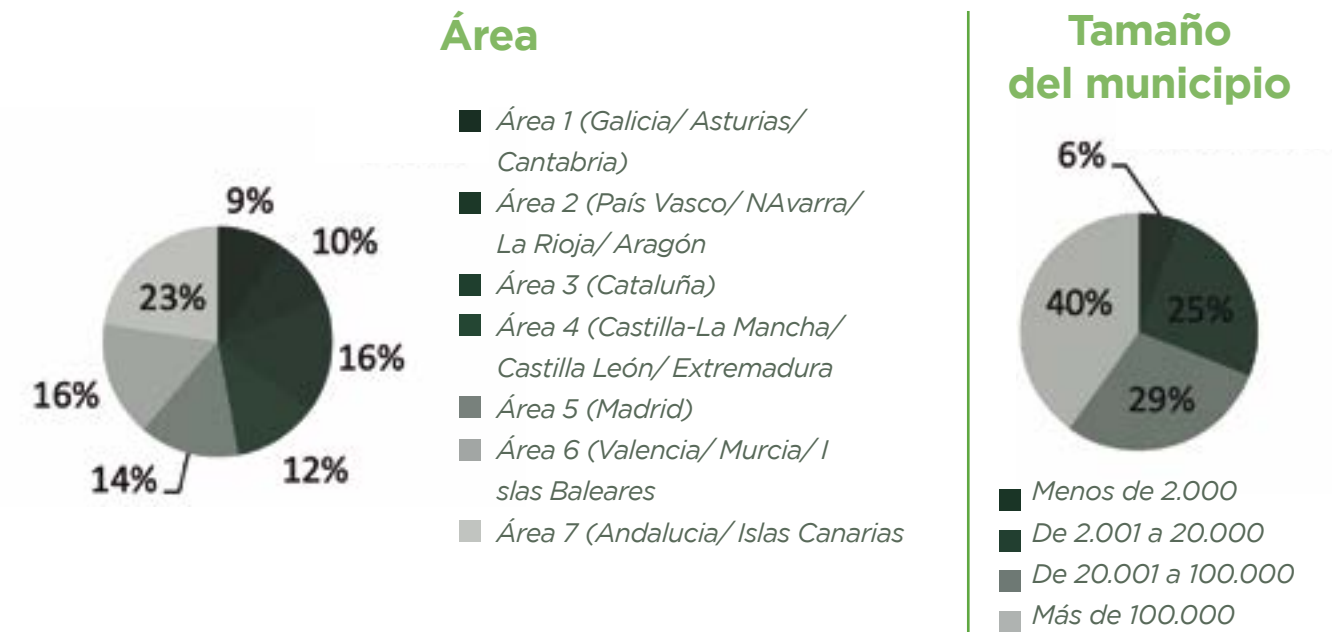 Área
9%
10%
16%
12%
14%
16%
23%
Área 1 (Galicia/ Asturias/
Cantabria)
Área 2 (País Vasco/ NAvarra/
La Rioja/ Aragón
Área 3 (Cataluña)
Área 4 (Castilla-La Mancha/
Castilla León/ Extremadura
Área 5 (Madrid)
Área 6 (Valencia/ Murcia/ I
slas Baleares
Área 7 (Andalucia/ Islas Canarias
Tamaño
del municipio
6%
25%
29%
40%
Menos de 2.000
De 2.001 a 20.000
De 20.001 a 100.000
Más de 100.000